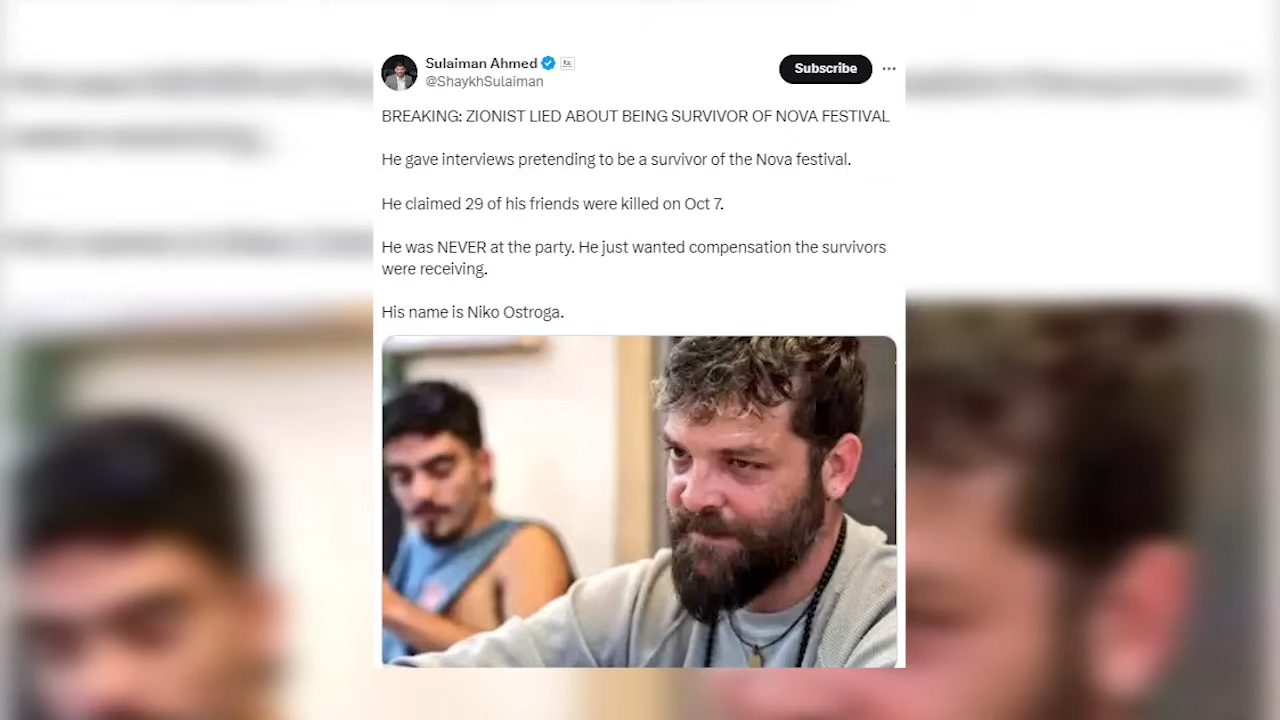 Sulaiman Ahmed
@ShaykhSulaiman
Subscribe
BREAKING: ZIONIST LIED ABOUT BEING SURVIVOR OF NOVA FESTIVAL
He gave interviews pretending to be a survivor of the Nova festival.
He claimed 29 of his friends were killed on Oct 7.
He was NEVER at the party. He just wanted compensation the survivors
were receiving.
His name is Niko Ostroga.